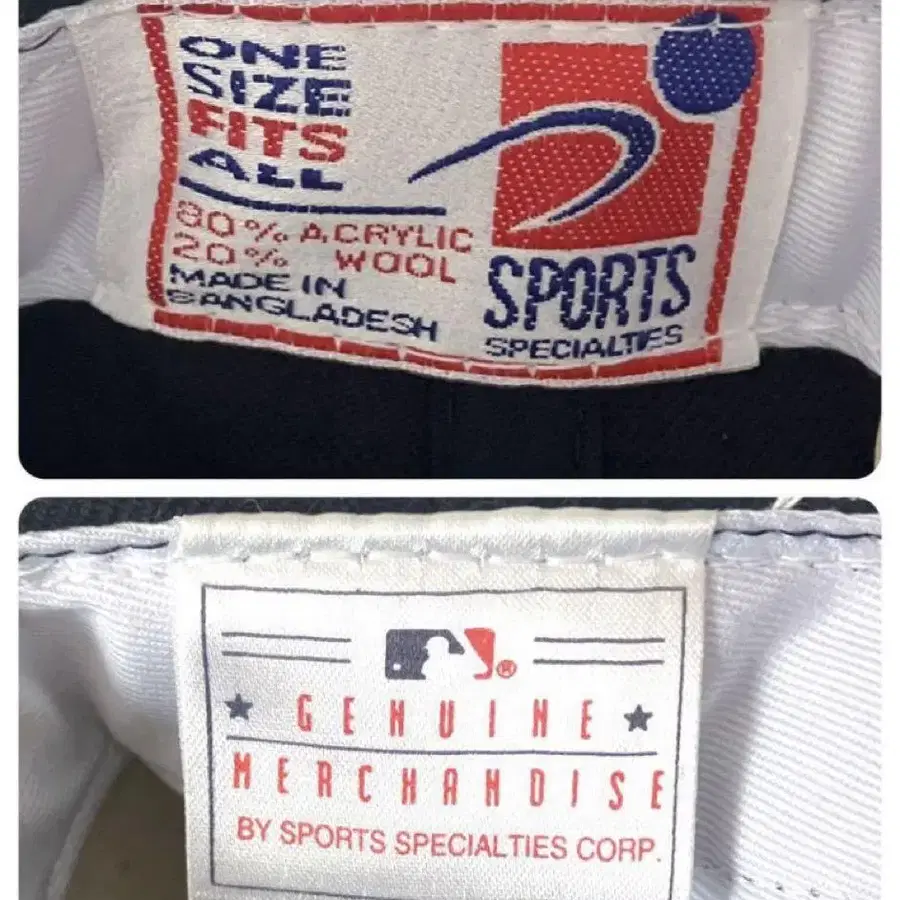 ONE
SIZE
FITS
ALL
80% ACRYLIC
20% WOOL
MADE IN
BANGLADESH
SPORTS
SPECIALTIES
®
★ GENUINE ★
MERCHANDISE
BY SPORTS SPECIALTIES CORP.